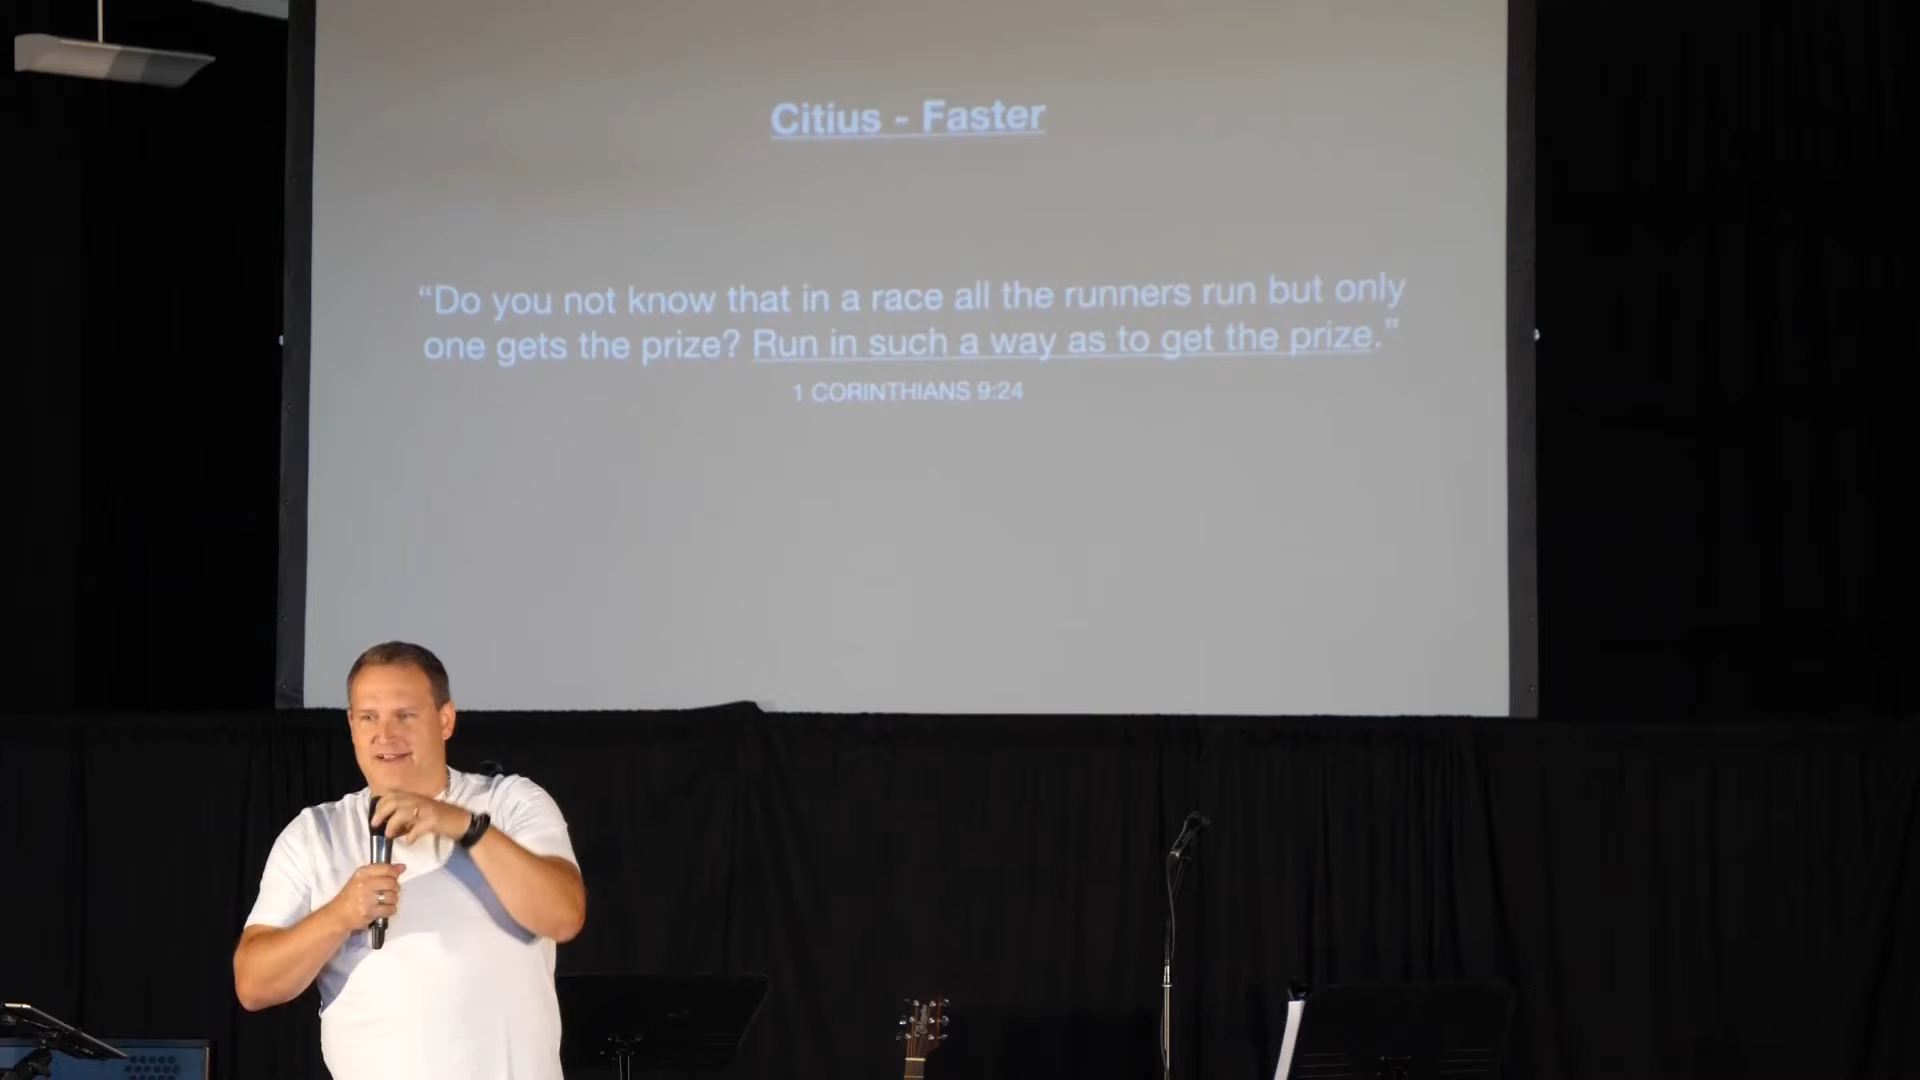 Citius - Faster
“Do you not know that in a race all the runners run but only
one gets the prize? Run in such a way as to get the prize.”
1 CORINTHIANS 9:24